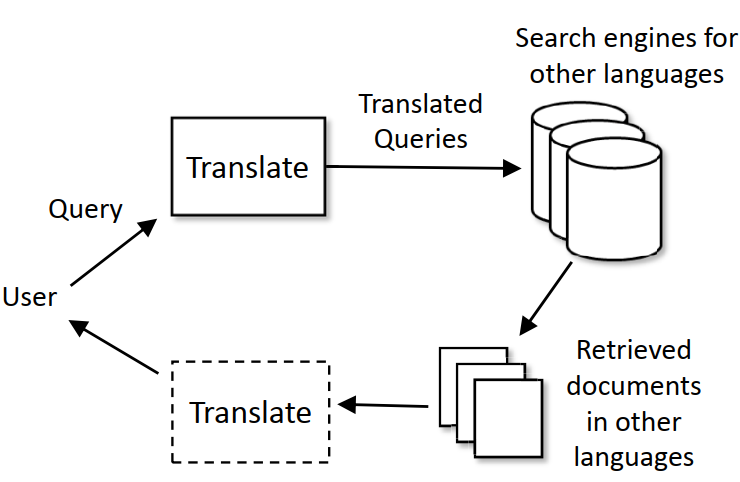 Search engines for
other languages
Translated
Queries
Translate
Query
User
Retrieved
documents
in other
languages
Translate